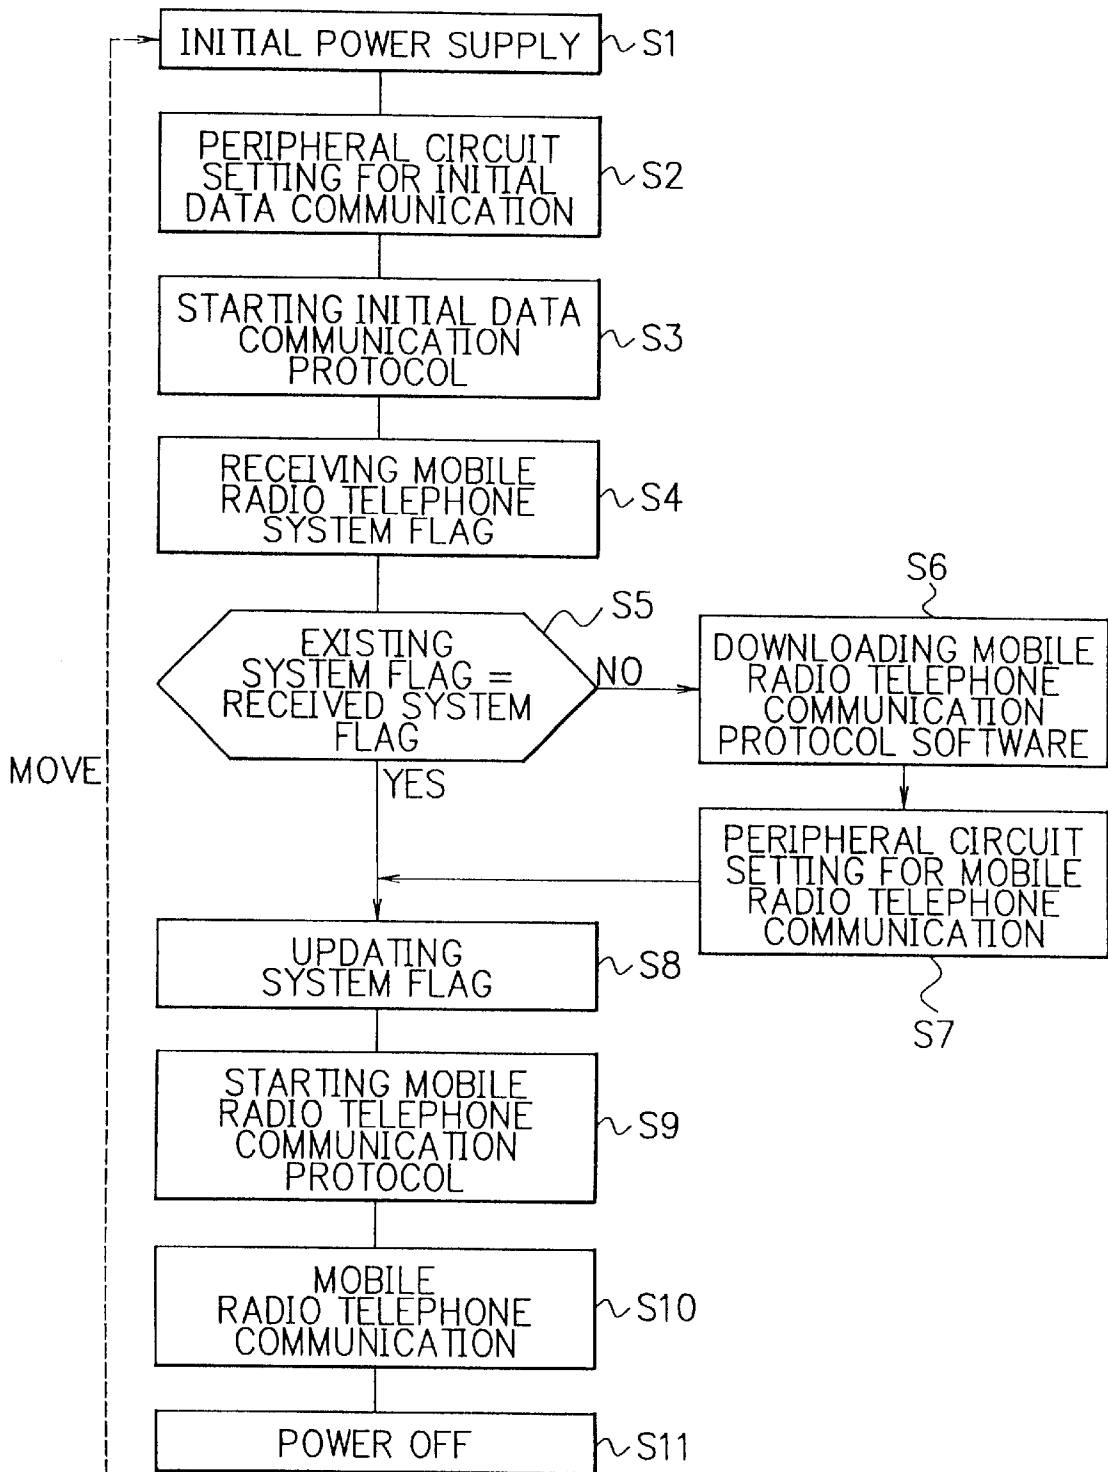 INITIAL POWER SUPPLY
S1
PERIPHERAL CIRCUIT
SETTING FOR INITIAL
DATA COMMUNICATION
S2
STARTING INITIAL DATA
COMMUNICATION
PROTOCOL
S3
RECEIVING MOBILE
RADIO TELEPHONE
SYSTEM FLAG
S4
EXISTING
SYSTEM FLAG =
RECEIVED SYSTEM
FLAG
S5
NO
YES
S6
DOWNLOADING MOBILE
RADIO TELEPHONE
COMMUNICATION
PROTOCOL SOFTWARE
PERIPHERAL CIRCUIT
SETTING FOR MOBILE
RADIO TELEPHONE
COMMUNICATION
S7
MOVE
UPDATING
SYSTEM FLAG
S8
STARTING MOBILE
RADIO TELEPHONE
COMMUNICATION
PROTOCOL
S9
MOBILE
RADIO TELEPHONE
COMMUNICATION
S10
POWER OFF
S11